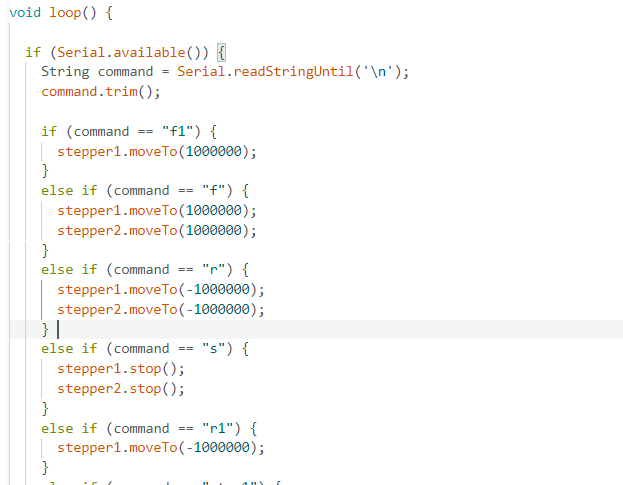 void loop() {
if (Serial.available()) {
String command = Serial.readStringUntil('\n');
command.trim();
if (command == "f1") {
stepper1.moveTo(1000000);
}
else if (command == "f") {
stepper1.moveTo(1000000);
stepper2.moveTo(1000000);
}
else if (command == "r") {
stepper1.moveTo(-1000000);
stepper2.moveTo(-1000000);
}
else if (command == "s") {
stepper1.stop();
stepper2.stop();
}
else if (command == "r1") {
stepper1.moveTo(-1000000);
}